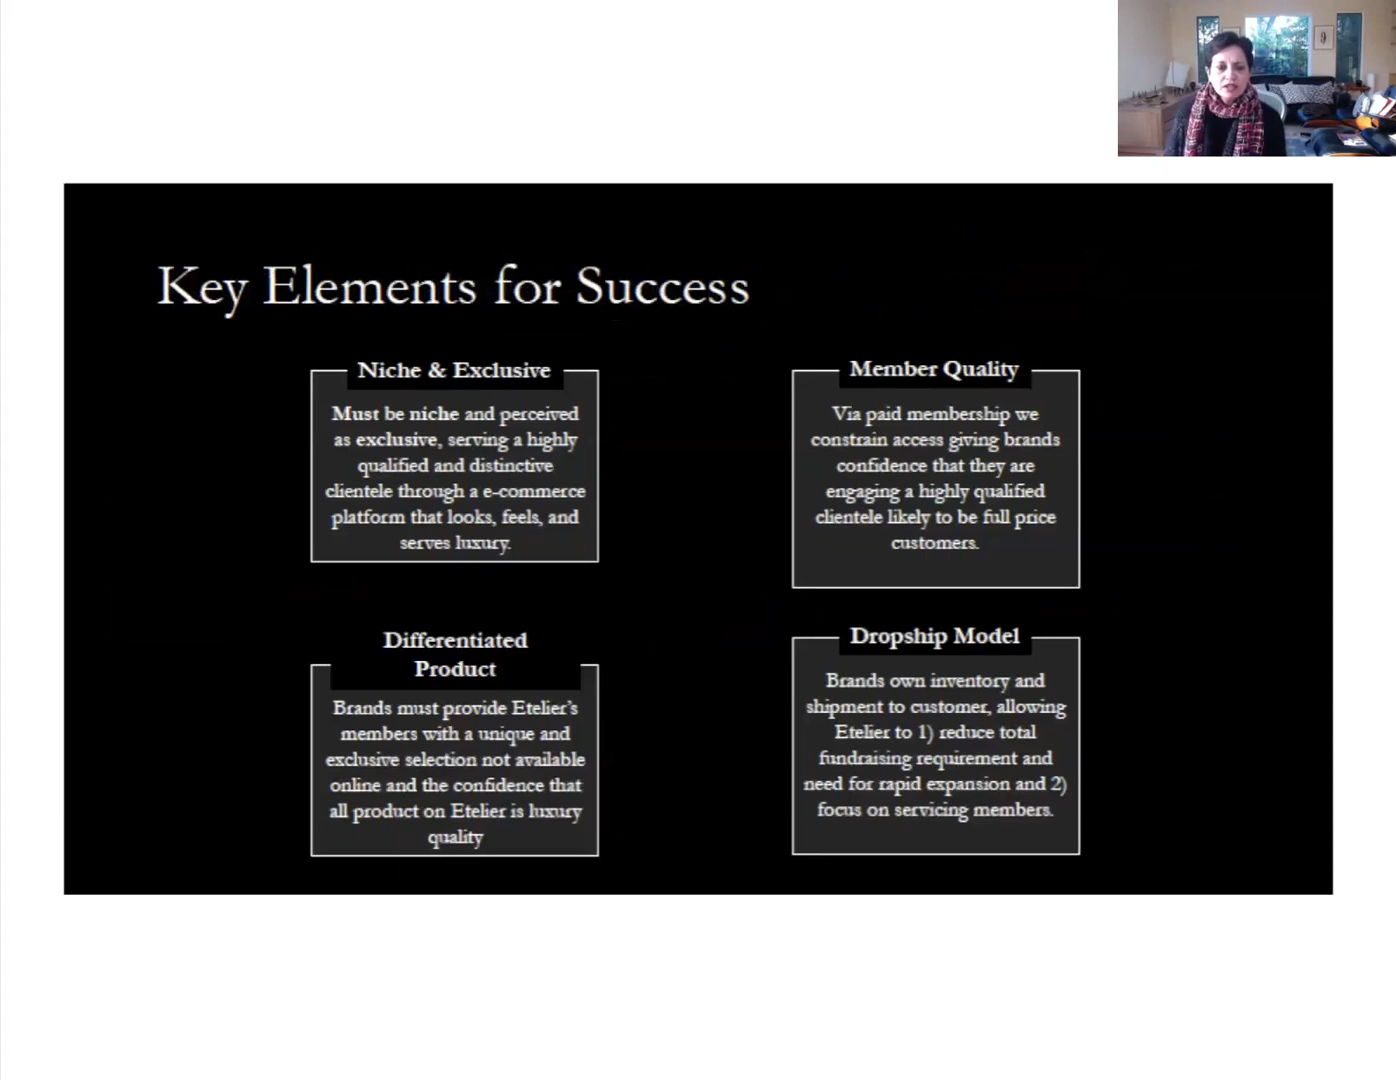 Key Elements for Success
Niche & Exclusive
Must be niche and perceived
as exclusive, serving a highly
qualified and distinctive
clientele through a e-commerce
platform that looks, feels, and
serves luxury.
Member Quality
Via paid membership we
constrain access giving brands
confidence that they are
engaging a highly qualified
clientele likely to be full price
customers.
Differentiated
Product
Brands must provide Etelier's
members with a unique and
exclusive selection not available
online and the confidence that
all product on Etelier is luxury
quality
Dropship Model
Brands own inventory and
shipment to customer, allowing
Etelier to 1) reduce total
fundraising requirement and
need for rapid expansion and 2)
focus on servicing members.